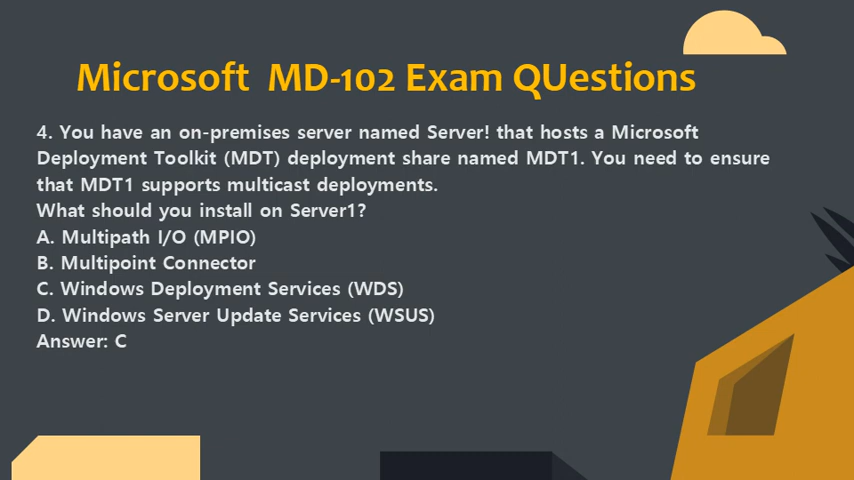 Microsoft MD-102 Exam QUestions
4. You have an on-premises server named Server! that hosts a Microsoft
Deployment Toolkit (MDT) deployment share named MDT1. You need to ensure
that MDT1 supports multicast deployments.
What should you install on Server1?
A. Multipath I/O (MPIO)
B. Multipoint Connector
C. Windows Deployment Services (WDS)
D. Windows Server Update Services (WSUS)
Answer: C